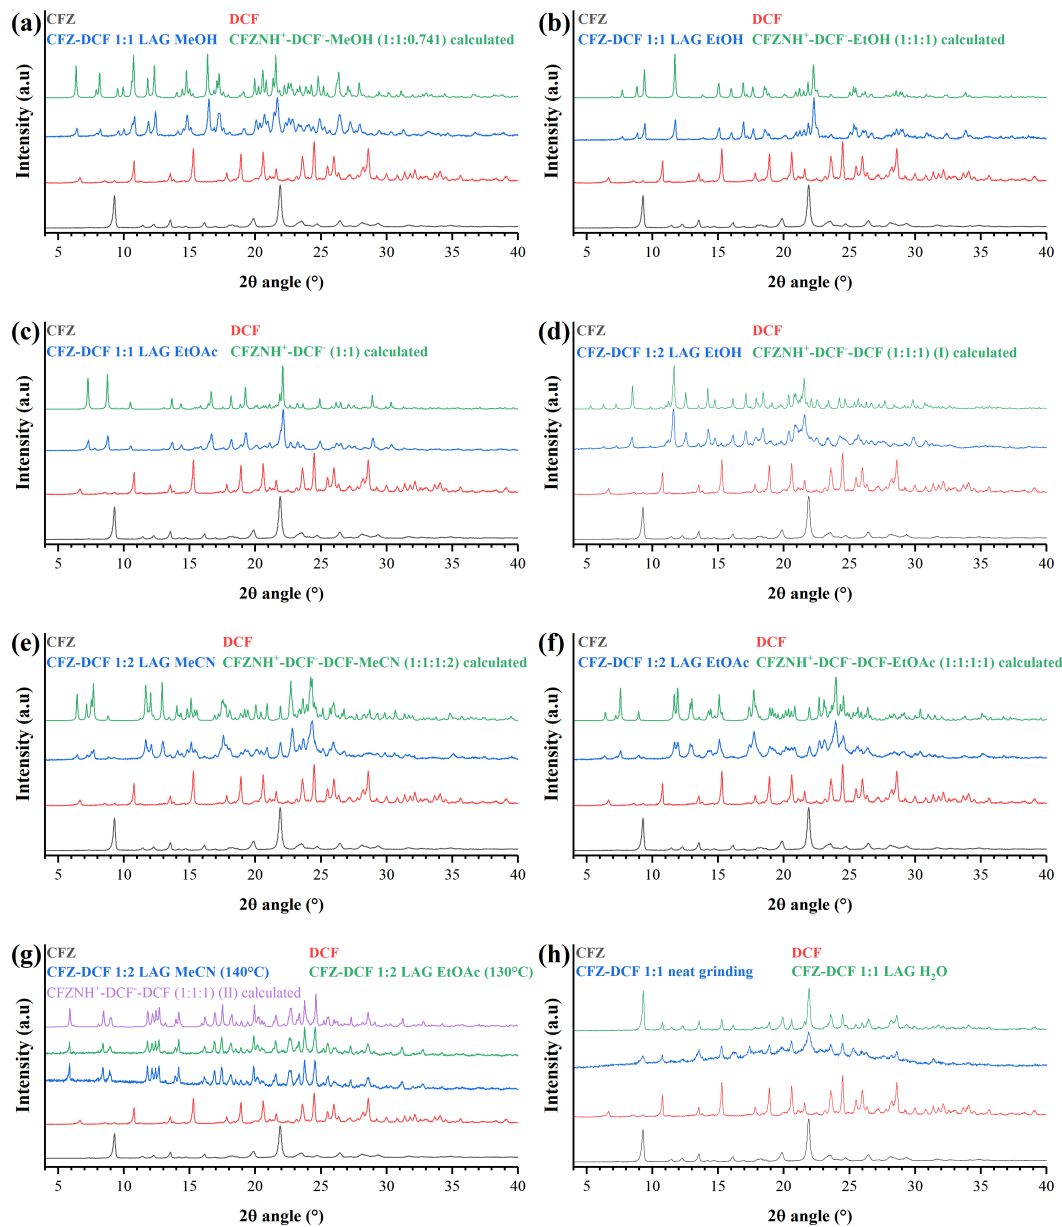 (a)
CFZ DCF
CFZ-DCF 1:1 LAG MeOH CFZNH⁺-DCF⁻-MeOH (1:1:0.741) calculated
Intensity (a.u)
5 10 15 20 25 30 35 40
2θ angle (°)
(b)
CFZ DCF
CFZ-DCF 1:1 LAG EtOH CFZNH⁺-DCF⁻-EtOH (1:1:1) calculated
Intensity (a.u)
5 10 15 20 25 30 35 40
2θ angle (°)
(c)
CFZ DCF
CFZ-DCF 1:1 LAG EtOAc CFZNH⁺-DCF⁻ (1:1) calculated
Intensity (a.u)
5 10 15 20 25 30 35 40
2θ angle (°)
(d)
CFZ DCF
CFZ-DCF 1:2 LAG EtOH CFZNH⁺-DCF⁻-DCF (1:1:1) (I) calculated
Intensity (a.u)
5 10 15 20 25 30 35 40
2θ angle (°)
(e)
CFZ DCF
CFZ-DCF 1:2 LAG MeCN CFZNH⁺-DCF⁻-DCF-MeCN (1:1:1:2) calculated
Intensity (a.u)
5 10 15 20 25 30 35 40
2θ angle (°)
(f)
CFZ DCF
CFZ-DCF 1:2 LAG EtOAc CFZNH⁺-DCF⁻-DCF-EtOAc (1:1:1:1) calculated
Intensity (a.u)
5 10 15 20 25 30 35 40
2θ angle (°)
(g)
CFZ DCF
CFZ-DCF 1:2 LAG MeCN (140°C) CFZ-DCF 1:2 LAG EtOAc (130°C)
CFZNH⁺-DCF⁻-DCF (1:1:1) (II) calculated
Intensity (a.u)
5 10 15 20 25 30 35 40
2θ angle (°)
(h)
CFZ DCF
CFZ-DCF 1:1 neat grinding CFZ-DCF 1:1 LAG H₂O
Intensity (a.u)
5 10 15 20 25 30 35 40
2θ angle (°)